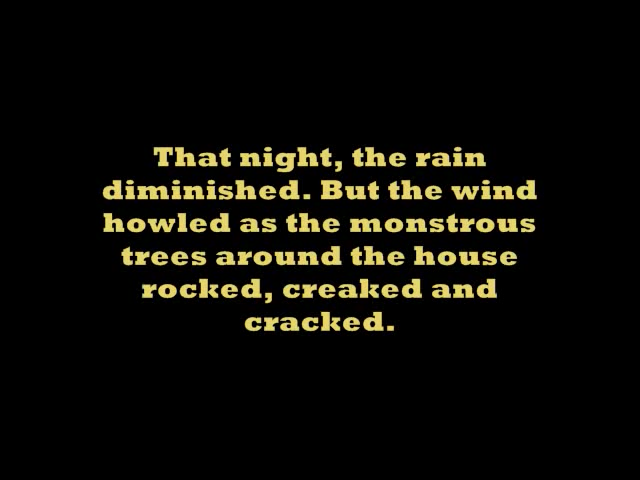 That night, the rain
diminished. But the wind
howled as the monstrous
trees around the house
rocked, creaked and
cracked.